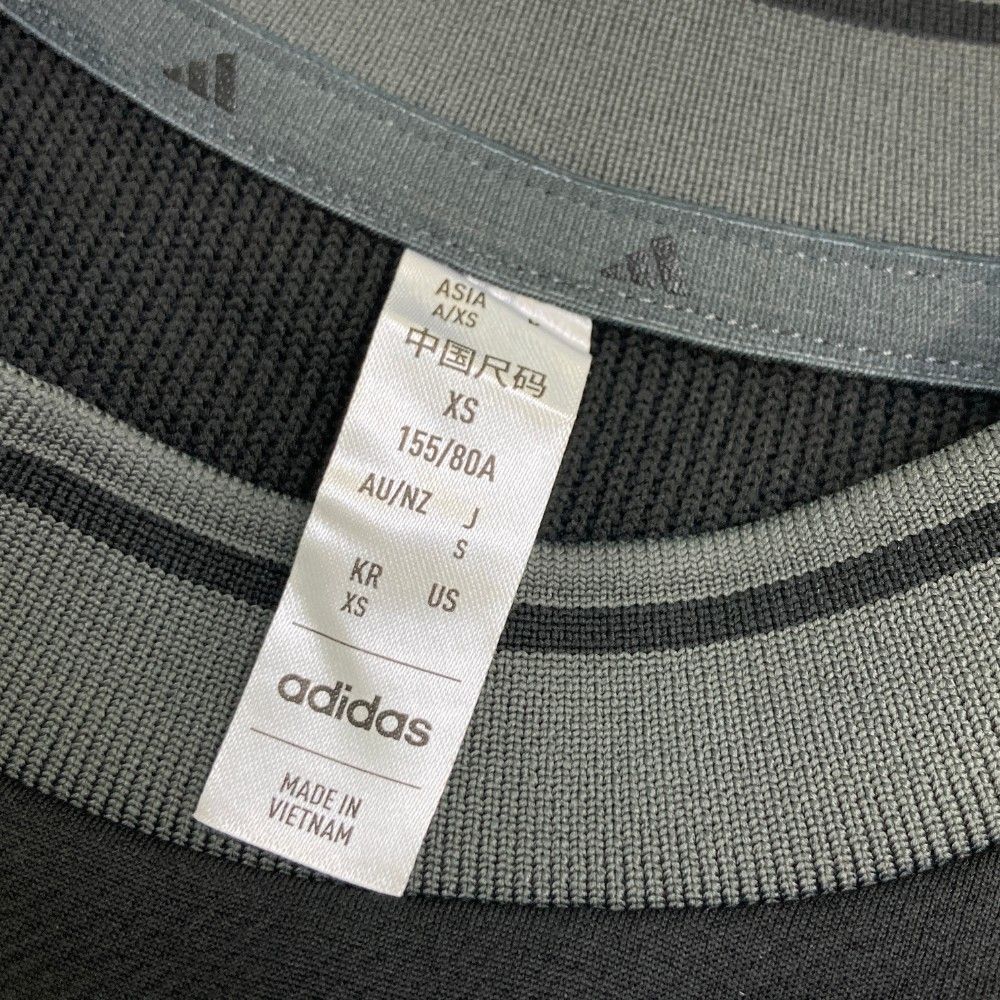 ASIA
A/XS
中国尺码
XS
155/80A
AU/NZ J
S
KR US
XS
adidas
MADE IN
VIETNAM